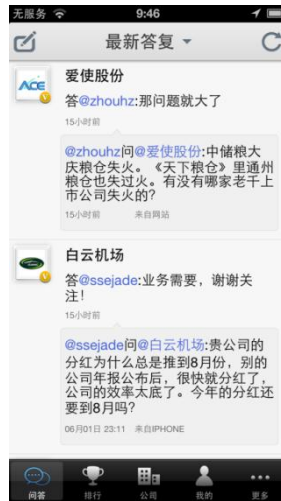 无服务 9:46
最新答复
ACE
爱使股份
答@zhouhz:那问题就大了
15小时前
@zhouhz问@爱使股份:中储粮大
庆粮仓失火。《天下粮仓》里通州
粮仓也失过火。有没有哪家老千上
市公司失火的?
15小时前 来自网站
白云机场
答@ssejade:业务需要，谢谢关
注！
15小时前
@ssejade问@白云机场:贵公司的
分红为什么总是推到8月份，别的
公司年报公布后，很快就分红了，
公司的效率太底了。今年的分红还
要到8月吗?
06月01日 23:11 来自IPHONE
问答 排行 公司 我的 更多